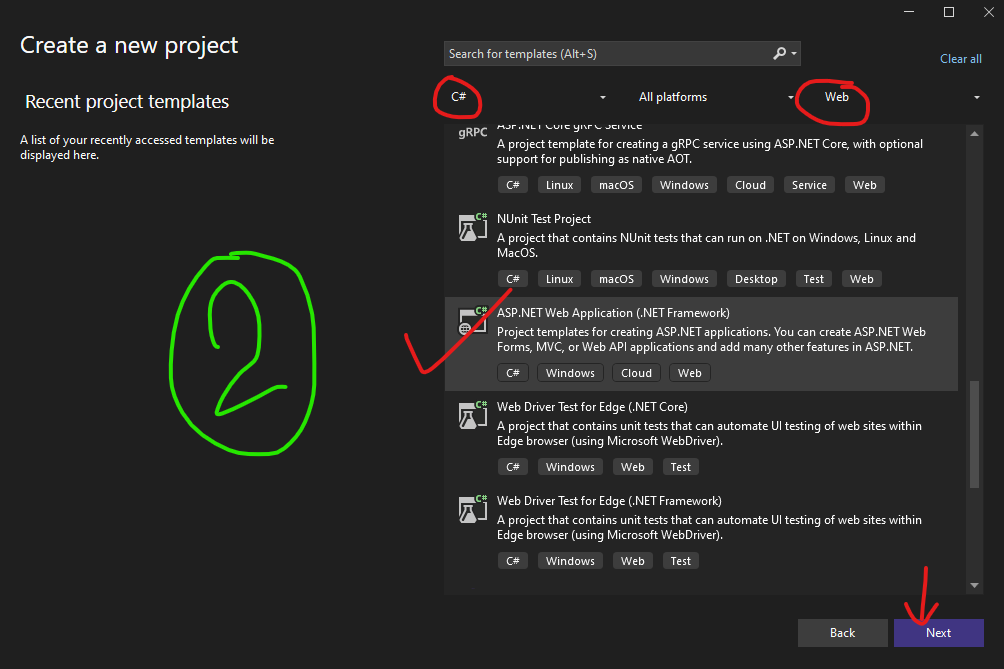 Create a new project
Search for templates (Alt+S)
Clear all
Recent project templates
C#
All platforms
Web
A list of your recently accessed templates will be
displayed here.
gRPC
ASP.NET Core gRPC Service
A project template for creating a gRPC service using ASP.NET Core, with optional
support for publishing as native AOT.
C# Linux macOS Windows Cloud Service Web
C#
NUnit Test Project
A project that contains NUnit tests that can run on .NET on Windows, Linux and
MacOS.
C# Linux macOS Windows Desktop Test Web
2
C#
ASP.NET Web Application (.NET Framework)
Project templates for creating ASP.NET applications. You can create ASP.NET Web
Forms, MVC, or Web API applications and add many other features in ASP.NET.
C# Windows Cloud Web
C#
Web Driver Test for Edge (.NET Core)
A project that contains unit tests that can automate UI testing of web sites within
Edge browser (using Microsoft WebDriver).
C# Windows Web Test
C#
Web Driver Test for Edge (.NET Framework)
A project that contains unit tests that can automate UI testing of web sites within
Edge browser (using Microsoft WebDriver).
C# Windows Web Test
Back
Next